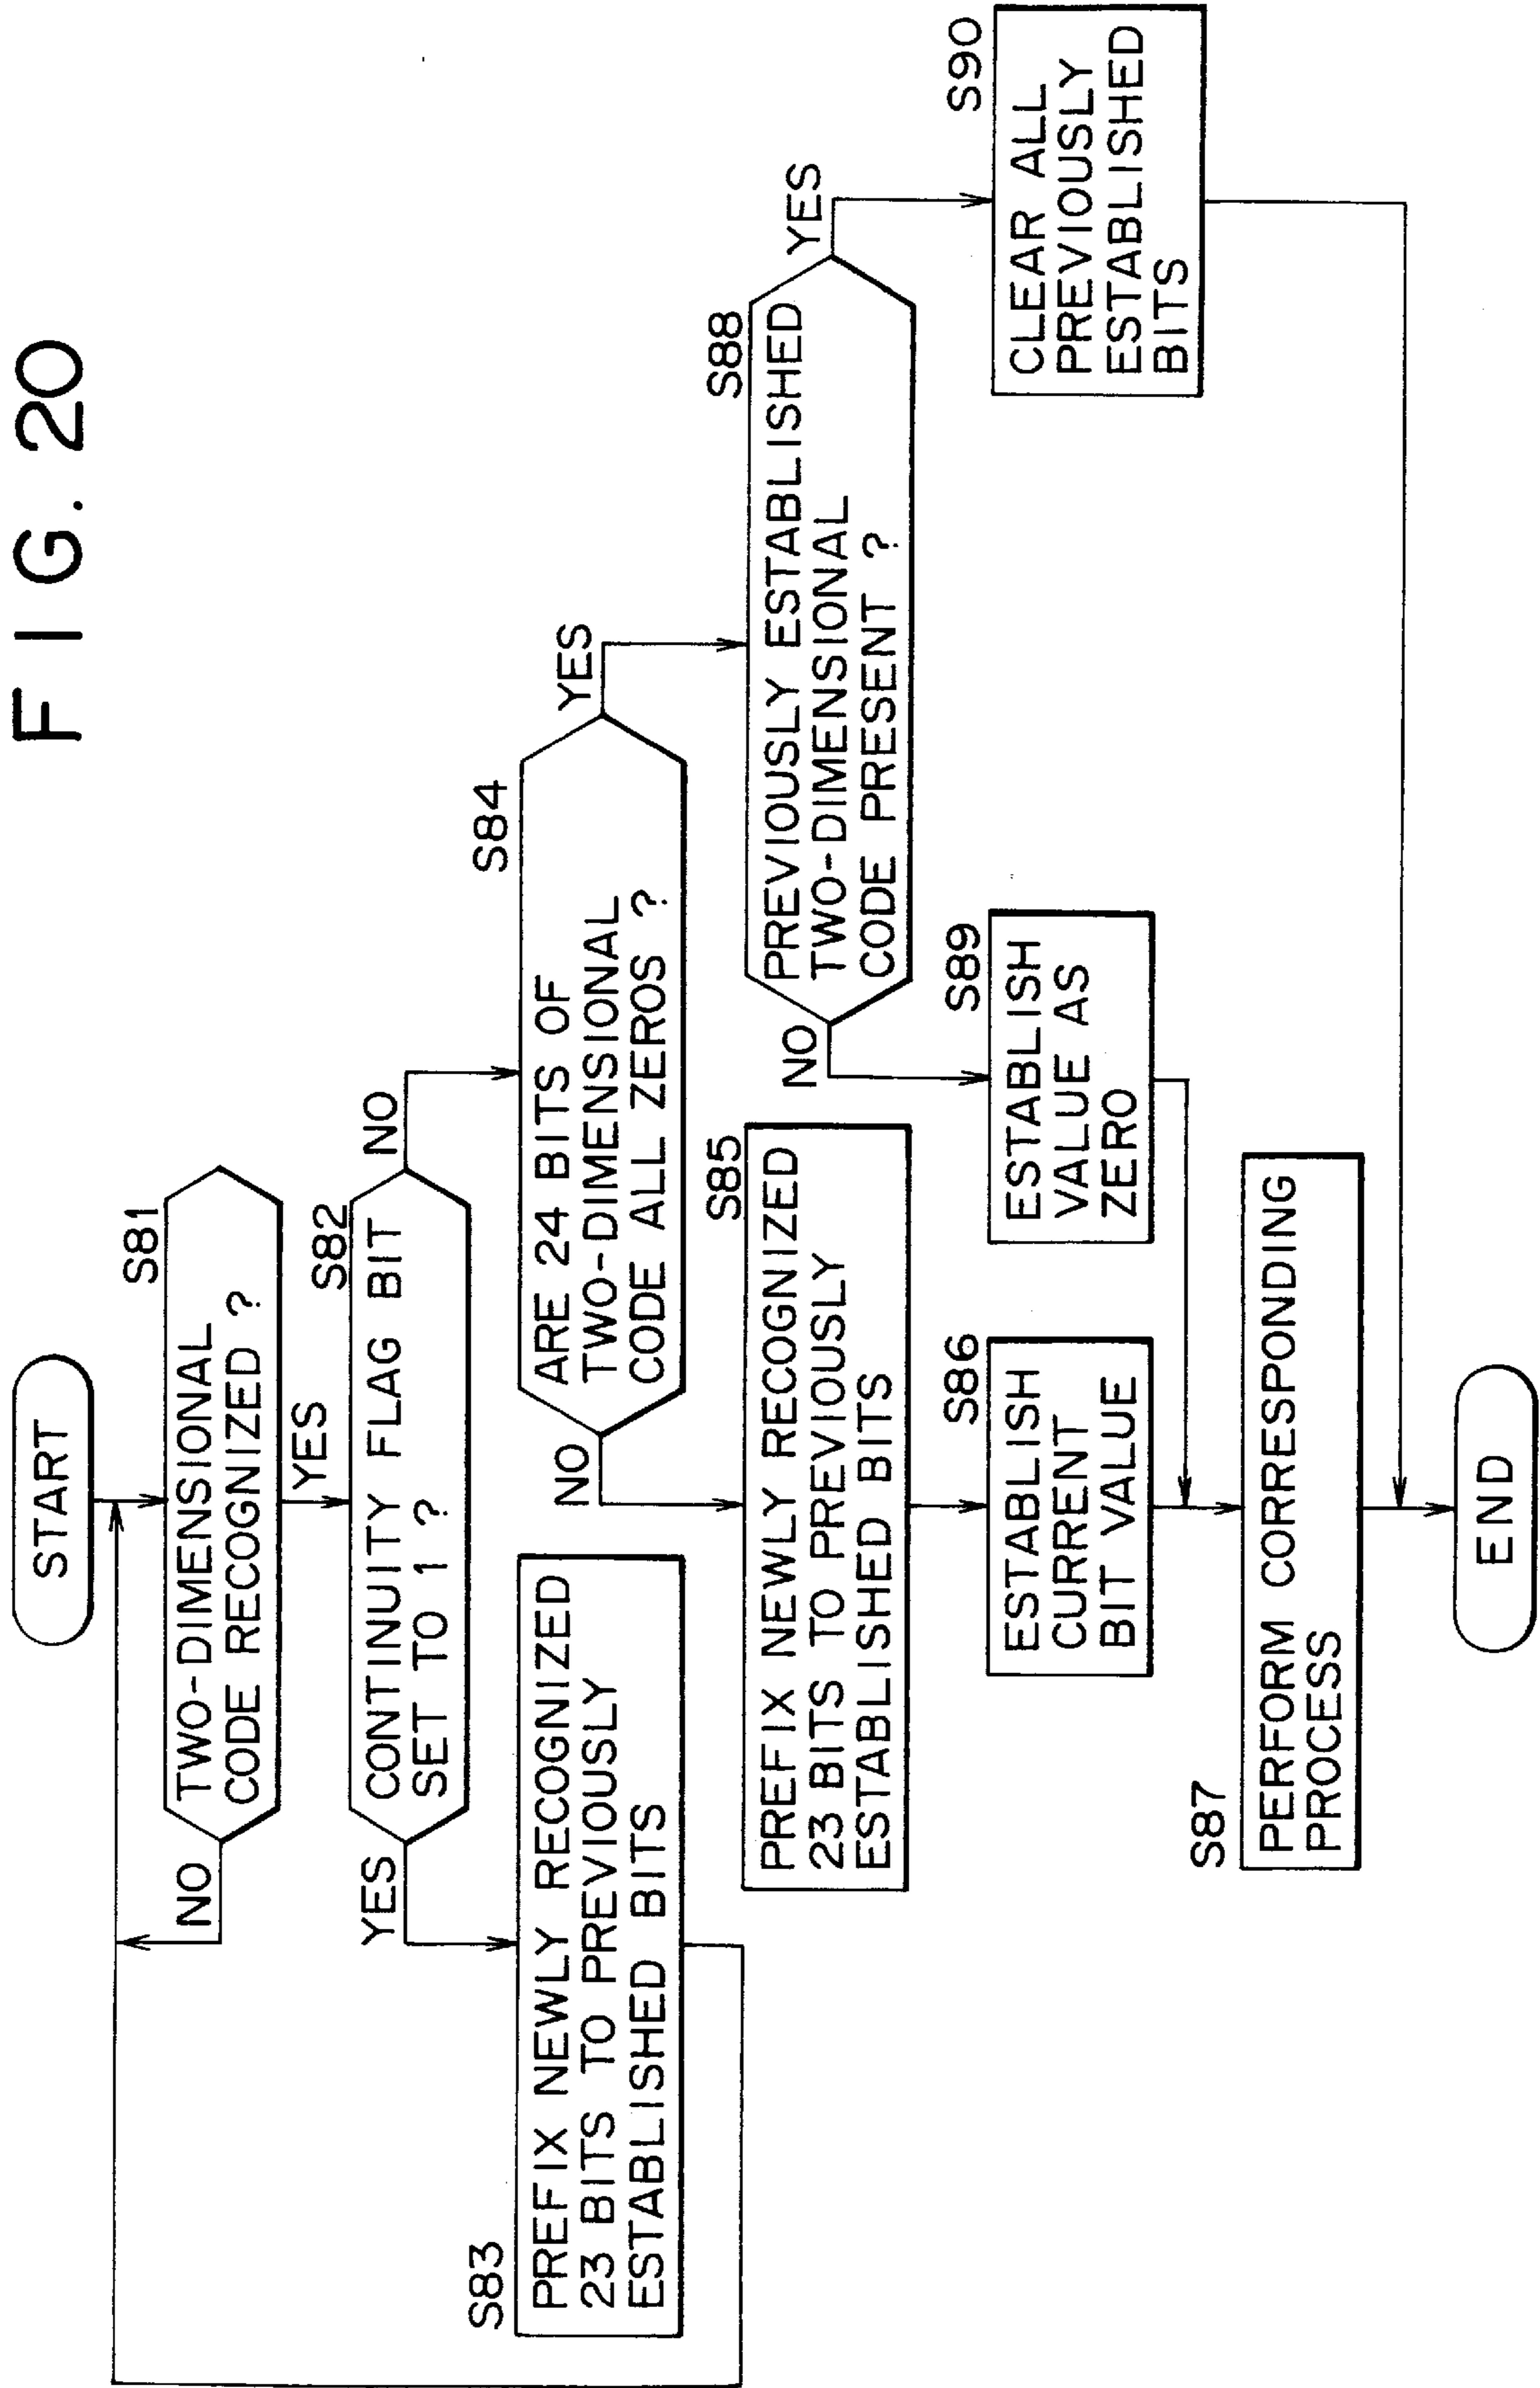 FIG. 20
START
S81
TWO-DIMENSIONAL
CODE RECOGNIZED ?
NO
YES
S82
CONTINUITY FLAG BIT
SET TO 1 ?
YES
NO
S83
PREFIX NEWLY RECOGNIZED
23 BITS TO PREVIOUSLY
ESTABLISHED BITS
S84
ARE 24 BITS OF
TWO-DIMENSIONAL
CODE ALL ZEROS ?
NO
YES
S85
PREFIX NEWLY RECOGNIZED
23 BITS TO PREVIOUSLY
ESTABLISHED BITS
S88
PREVIOUSLY ESTABLISHED
TWO-DIMENSIONAL
CODE PRESENT ?
NO
YES
S86
ESTABLISH
CURRENT
BIT VALUE
S89
ESTABLISH
VALUE AS
ZERO
S90
CLEAR ALL
PREVIOUSLY
ESTABLISHED
BITS
S87
PERFORM CORRESPONDING
PROCESS
END